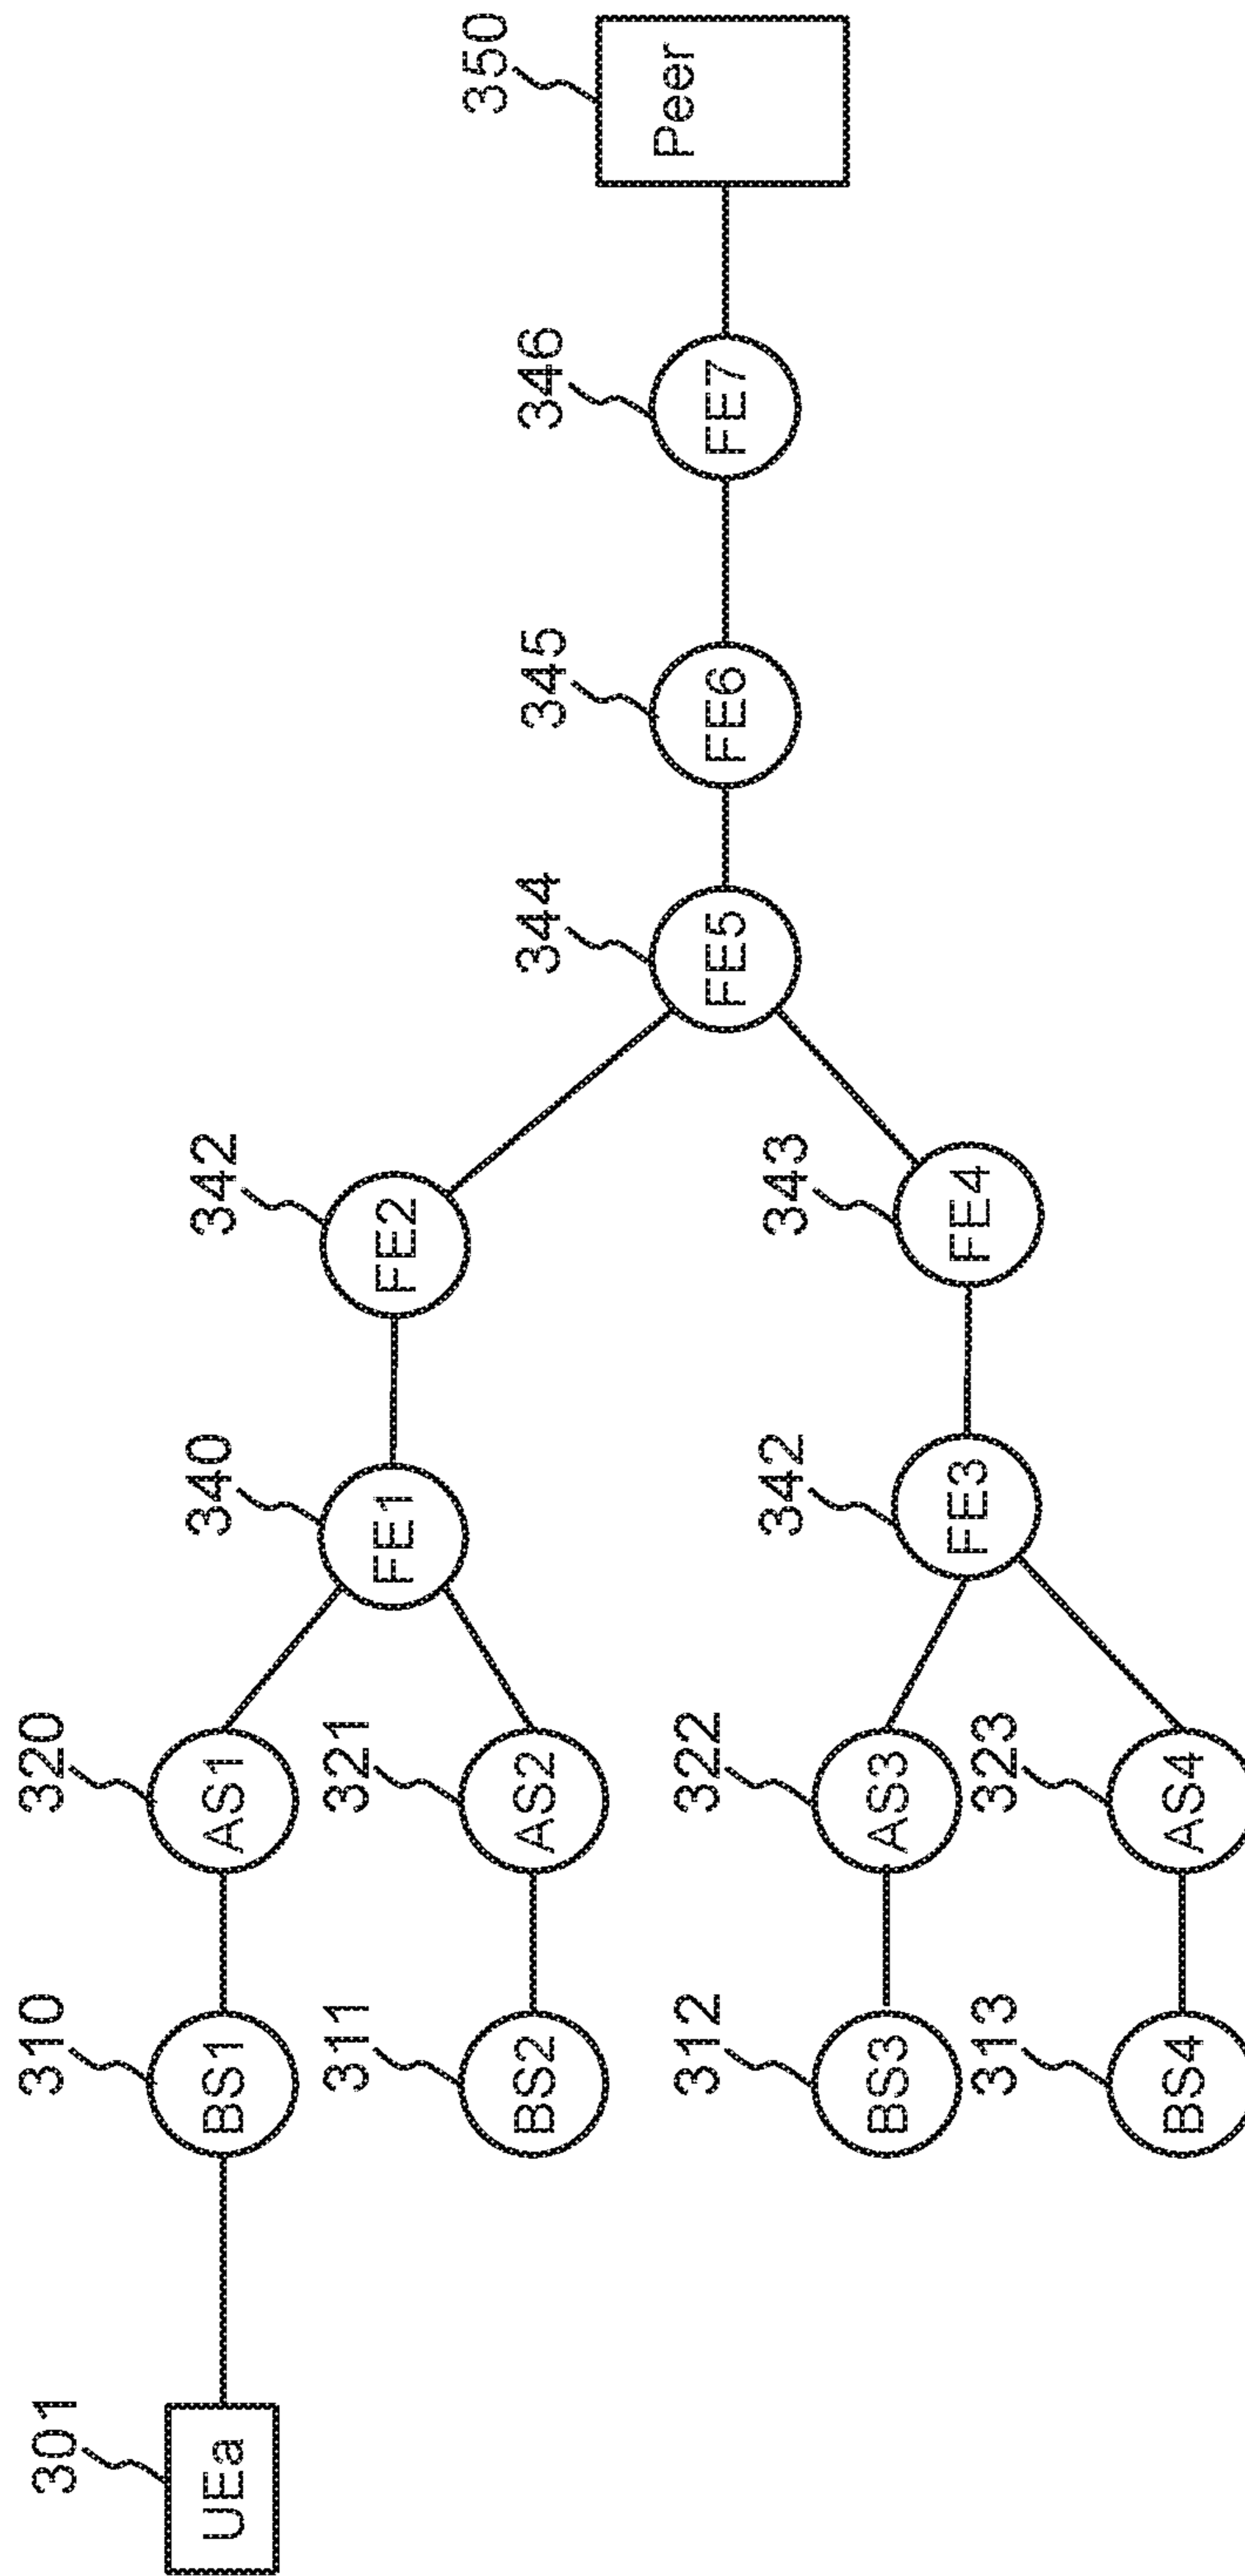 301
UEa
310
BS1
320
AS1
311
BS2
321
AS2
340
FE1
342
FE2
312
BS3
322
AS3
313
BS4
323
AS4
342
FE3
343
FE4
344
FE5
345
FE6
346
FE7
350
Peer